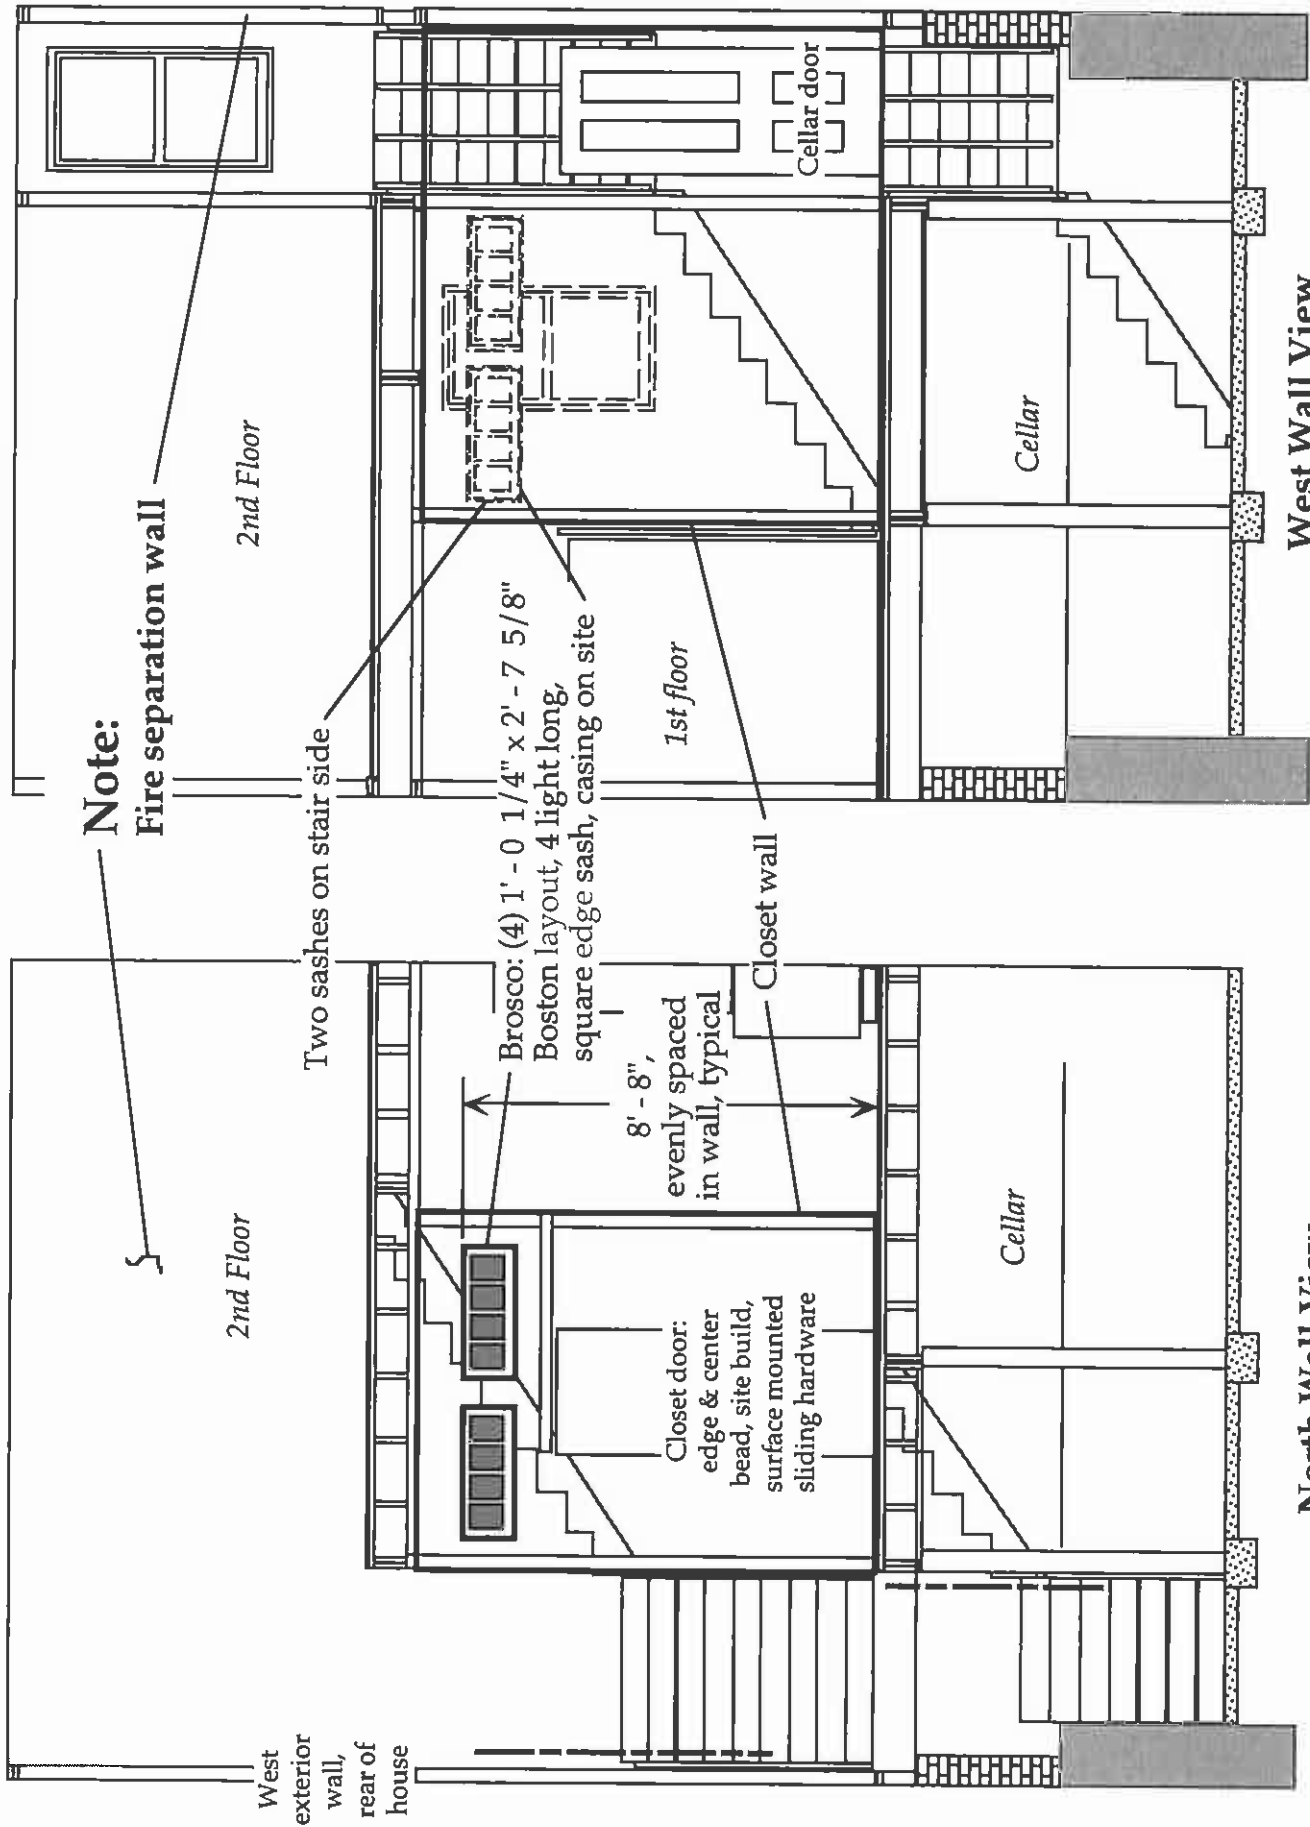 Note:
Fire separation wall
2nd Floor
2nd Floor
Two sashes on stair side
Brosco: (4) 1' - 0 1/4" x 2' - 7 5/8"
Boston layout, 4 light long,
square edge sash, casing on site
8' - 8",
evenly spaced
in wall, typical
Closet wall
1st floor
Closet door:
edge & center
bead, site build,
surface mounted
sliding hardware
West
exterior
wall,
rear of
house
Cellar door
Cellar
Cellar
North Wall View
West Wall View